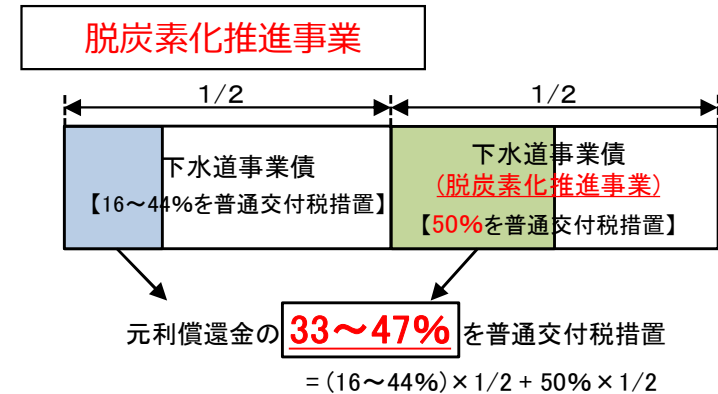 脱炭素化推進事業
1/2
1/2
下水道事業債
【16～44%を普通交付税措置】
下水道事業債
(脱炭素化推進事業)
【50%を普通交付税措置】
元利償還金の 33～47% を普通交付税措置
＝(16～44%)×1/2＋50%×1/2